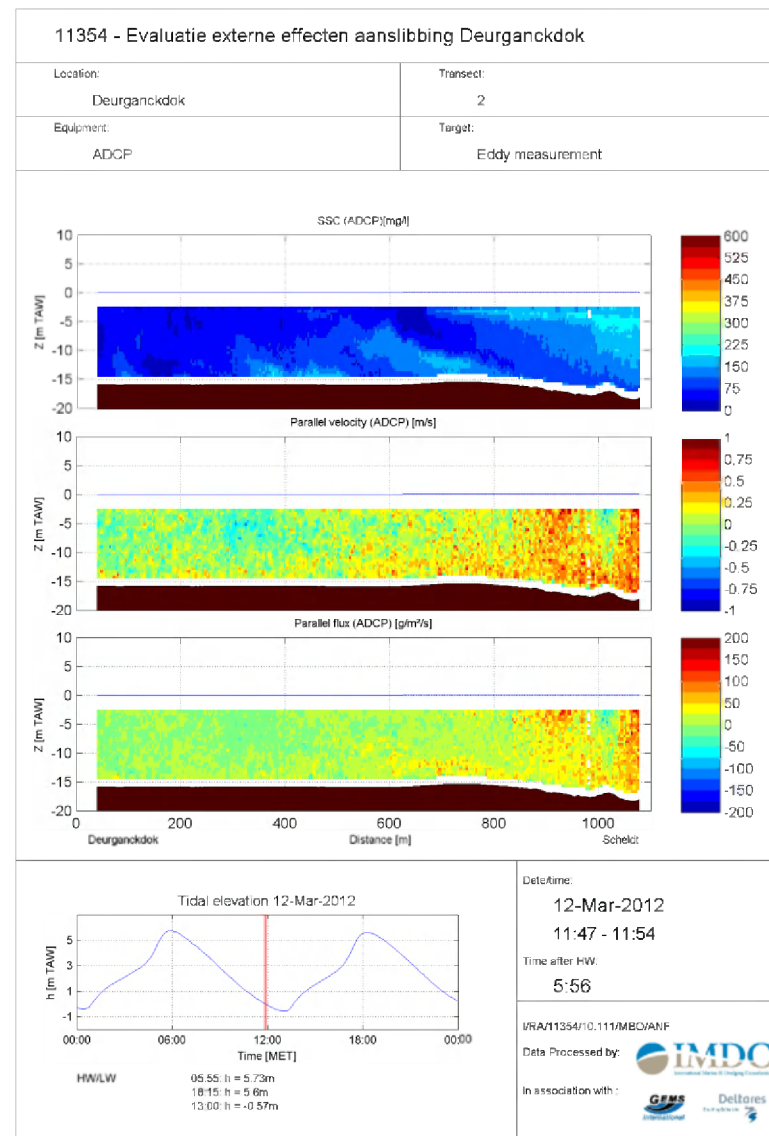 11354 - Evaluatie externe effecten aanslibbing Deurganckdok
Location:
Deurganckdok
Transect:
2
Equipment:
ADCP
Target:
Eddy measurement
SSC (ADCP)[mg/l]
10
5
0
-5
-10
-15
-20
Z [m TAW]
600
525
450
375
300
225
150
75
0
Parallel velocity (ADCP) [m/s]
10
5
0
-5
-10
-15
-20
Z [m TAW]
1
0.75
0.5
0.25
0
-0.25
-0.5
-0.75
-1
Parallel flux (ADCP) [g/m²/s]
10
5
0
-5
-10
-15
-20
Z [m TAW]
200
150
100
50
0
-50
-100
-150
-200
0 200 400 600 800 1000
Deurganckdok Distance [m] Scheldt
Tidal elevation 12-Mar-2012
5
3
1
-1
h [m TAW]
00:00 06:00 12:00 18:00 00:00
Time [MET]
HW/LW
05:55: h = 5.73m
18:15: h = 5.6m
13:00: h = -0.57m
Date/time:
12-Mar-2012
11:47 - 11:54
Time after HW:
5:56
I/RA/11354/10.111/MBO/ANF
Data Processed by:
IMDC
In association with :
GEMS
International
Deltares